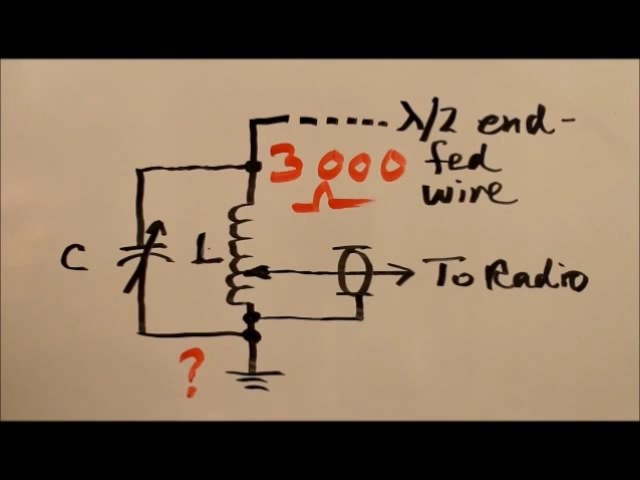 λ/2 end-
fed
wire
3000
Ω
C
L
To Radio
?